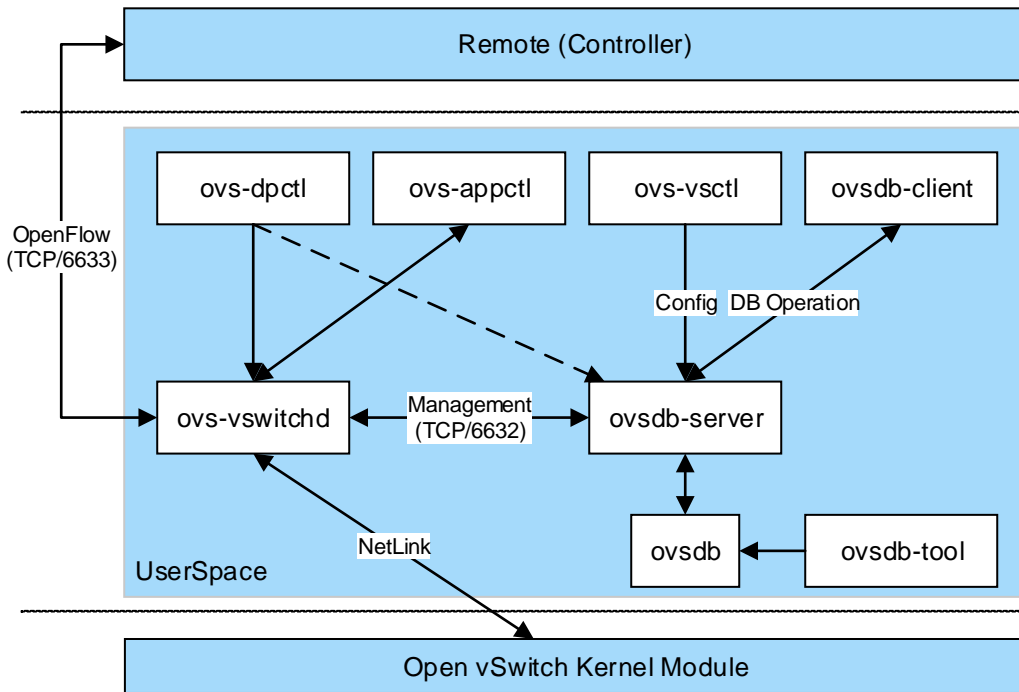 Remote (Controller)
ovs-dpctl
ovs-appctl
ovs-vsctl
ovsdb-client
OpenFlow
(TCP/6633)
Config
DB Operation
ovs-vswitchd
Management
(TCP/6632)
ovsdb-server
NetLink
ovsdb
ovsdb-tool
UserSpace
Open vSwitch Kernel Module